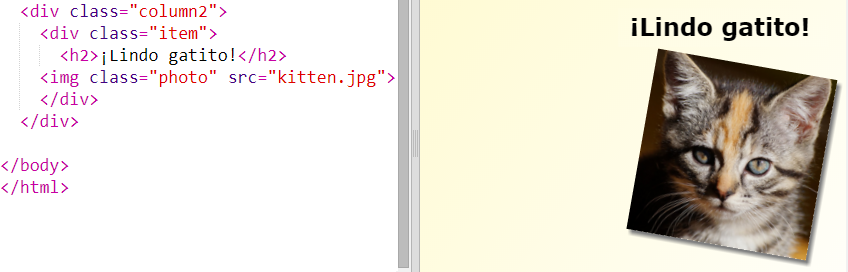 <div class="column2">
<div class="item">
<h2>¡Lindo gatito!</h2>
<img class="photo" src="kitten.jpg">
</div>
</div>
</body>
</html>
¡Lindo gatito!